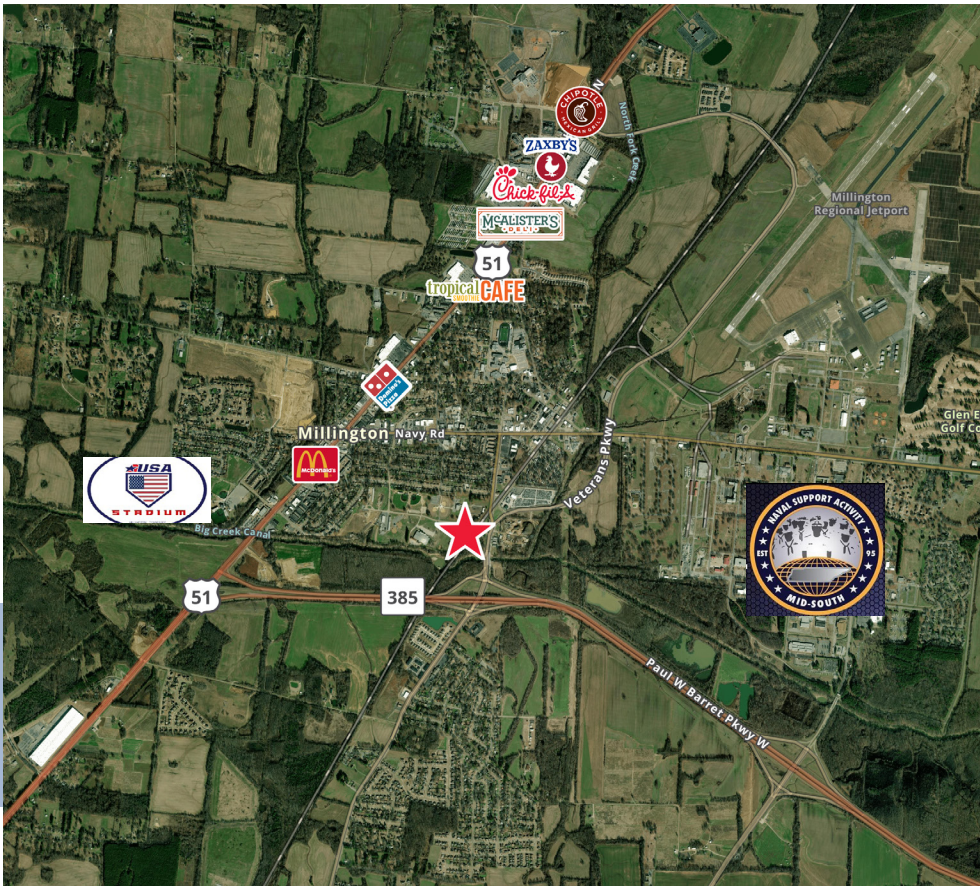 N
CHIPOTLE
MEXICAN GRILL
North Fork Creek
ZAXBY'S
Chick-fil-A
Millington
Regional Jetport
McALISTER'S
DELI
51
tropical
SMOOTHIE CAFE
Domino's
Pizza
Glen E
Golf Co
Millington Navy Rd
McDonald's
USA
STADIUM
Veterans Pkwy
NAVAL SUPPORT ACTIVITY
EST 95
MID-SOUTH
Big Creek Canal
51
385
Paul W Barret Pkwy W